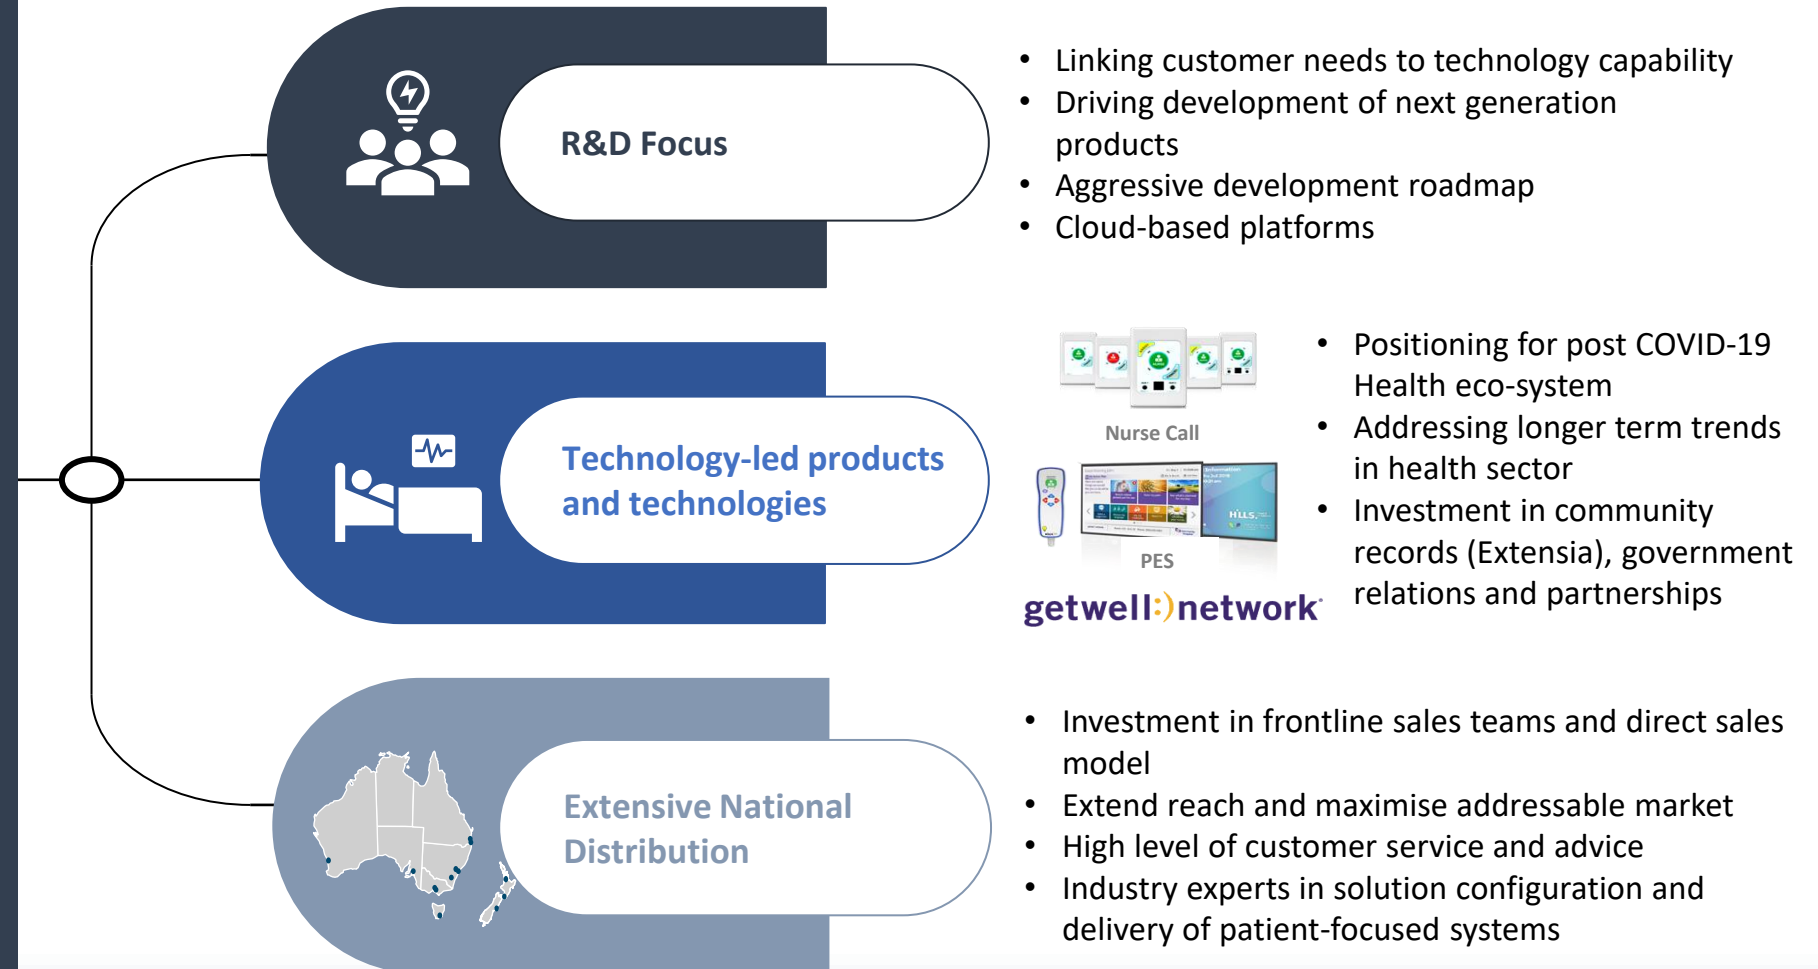 R&D Focus
• Linking customer needs to technology capability
• Driving development of next generation
products
• Aggressive development roadmap
• Cloud-based platforms
Technology-led products
and technologies
Nurse Call
PES
HILLS.
getwell:)network
• Positioning for post COVID-19
Health eco-system
• Addressing longer term trends
in health sector
• Investment in community
records (Extensia), government
relations and partnerships
Extensive National
Distribution
• Investment in frontline sales teams and direct sales
model
• Extend reach and maximise addressable market
• High level of customer service and advice
• Industry experts in solution configuration and
delivery of patient-focused systems